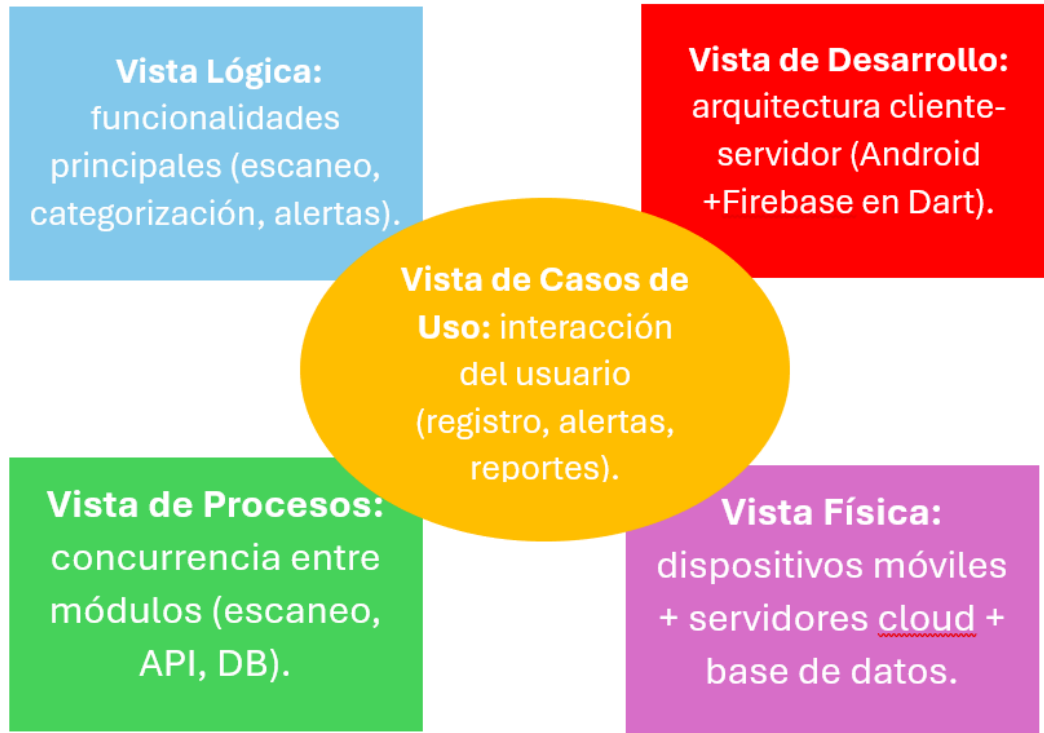 Vista Lógica:
funcionalidades
principales (escaneo,
categorización, alertas).
Vista de Desarrollo:
arquitectura cliente-
servidor (Android
+Firebase en Dart).
Vista de Casos de
Uso: interacción
del usuario
(registro, alertas,
reportes).
Vista de Procesos:
concurrencia entre
módulos (escaneo,
API, DB).
Vista Física:
dispositivos móviles
+ servidores cloud +
base de datos.